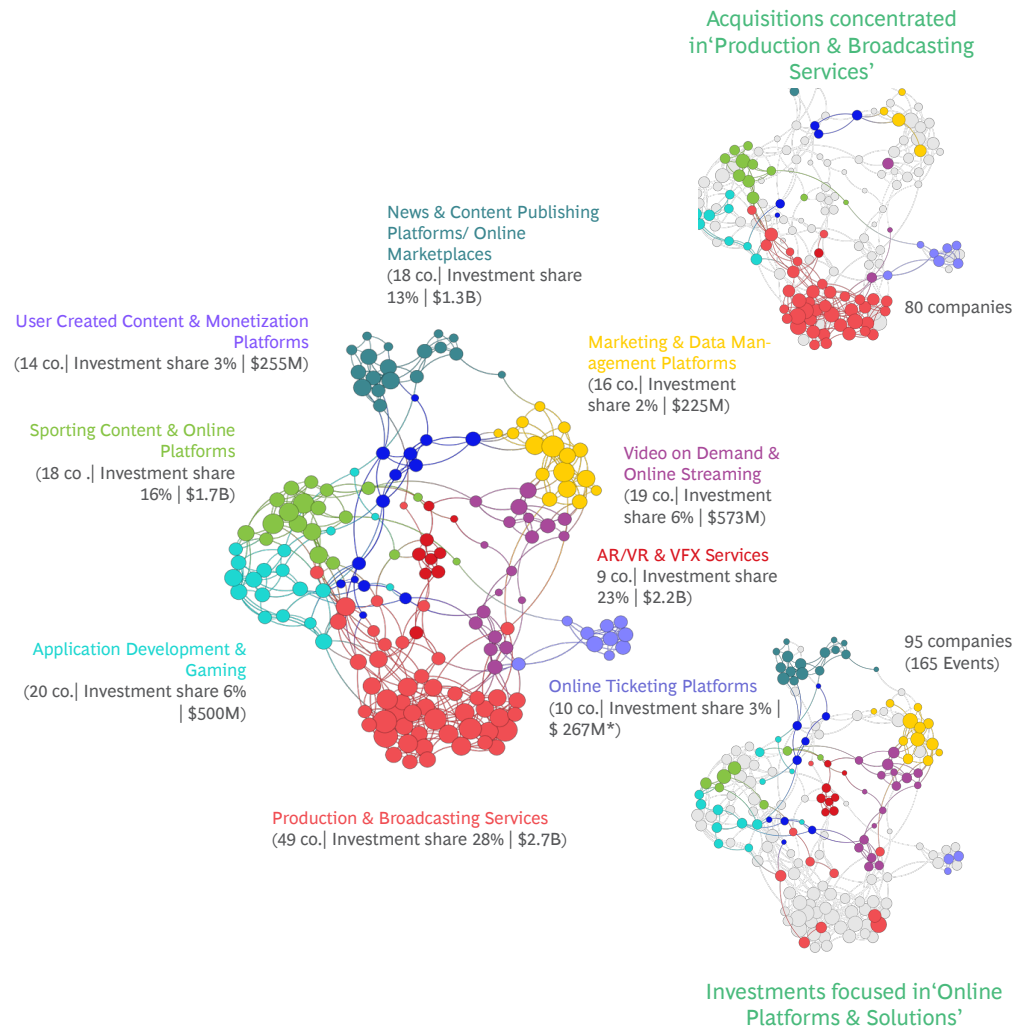 Acquisitions concentrated
in‘Production & Broadcasting
Services’
80 companies
News & Content Publishing
Platforms/ Online
Marketplaces
(18 co.| Investment share
13% | $1.3B)
User Created Content & Monetization
Platforms
(14 co.| Investment share 3% | $255M)
Marketing & Data Man-
agement Platforms
(16 co.| Investment
share 2% | $225M)
Sporting Content & Online
Platforms
(18 co .| Investment share
16% | $1.7B)
Video on Demand &
Online Streaming
(19 co.| Investment
share 6% | $573M)
AR/VR & VFX Services
9 co.| Investment share
23% | $2.2B)
Application Development &
Gaming
(20 co.| Investment share 6%
| $500M)
Online Ticketing Platforms
(10 co.| Investment share 3% |
$ 267M*)
Production & Broadcasting Services
(49 co.| Investment share 28% | $2.7B)
95 companies
(165 Events)
Investments focused in‘Online
Platforms & Solutions’